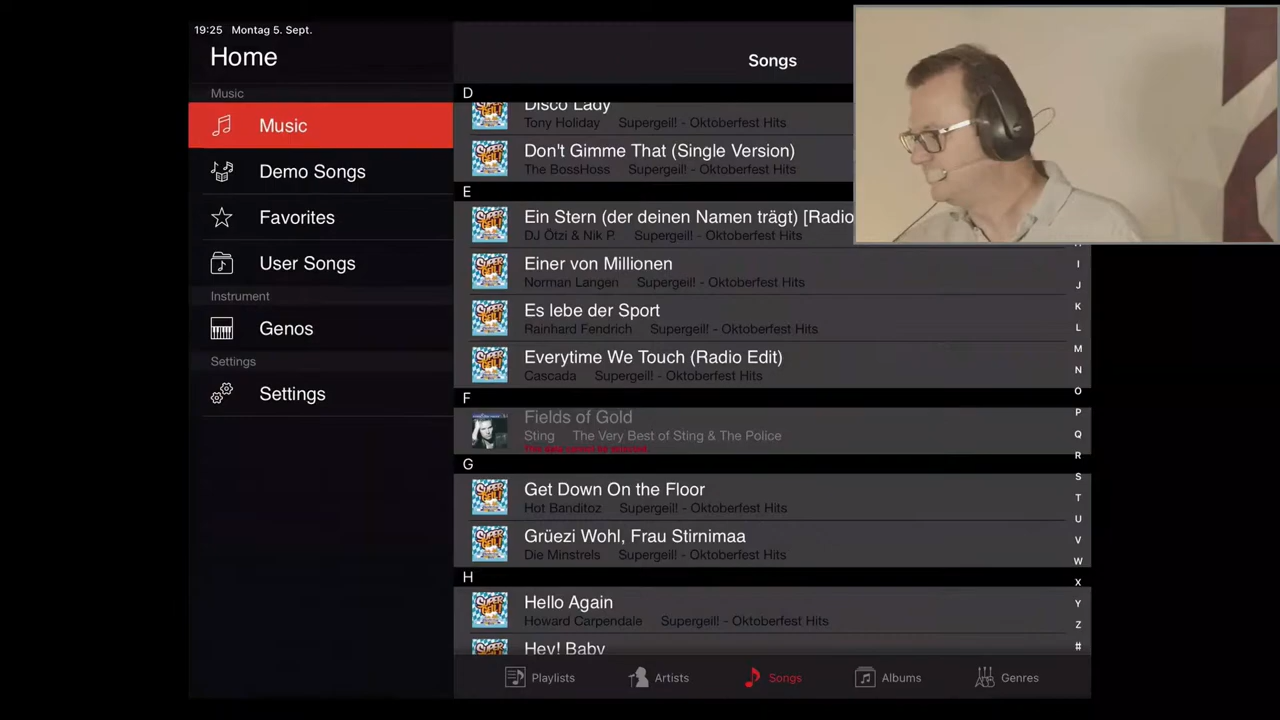 19:25 Montag 5. Sept.
Home
Music
Music
Demo Songs
Favorites
User Songs
Instrument
Genos
Settings
Settings
Songs
D
Disco Lady
Tony Holiday Supergeil! - Oktoberfest Hits
Don't Gimme That (Single Version)
The BossHoss Supergeil! - Oktoberfest Hits
E
Ein Stern (der deinen Namen trägt) [Radio
DJ Ötzi & Nik P. Supergeil! - Oktoberfest Hits
Einer von Millionen
Norman Langen Supergeil! - Oktoberfest Hits
Es lebe der Sport
Rainhard Fendrich Supergeil! - Oktoberfest Hits
Everytime We Touch (Radio Edit)
Cascada Supergeil! - Oktoberfest Hits
F
Fields of Gold
Sting The Very Best of Sting & The Police
G
Get Down On the Floor
Hot Banditoz Supergeil! - Oktoberfest Hits
Grüezi Wohl, Frau Stirnimaa
Die Minstrels Supergeil! - Oktoberfest Hits
H
Hello Again
Howard Carpendale Supergeil! - Oktoberfest Hits
Hey! Baby
I
J
K
L
M
N
O
P
Q
R
S
T
U
V
W
X
Y
Z
#
Playlists
Artists
Songs
Albums
Genres